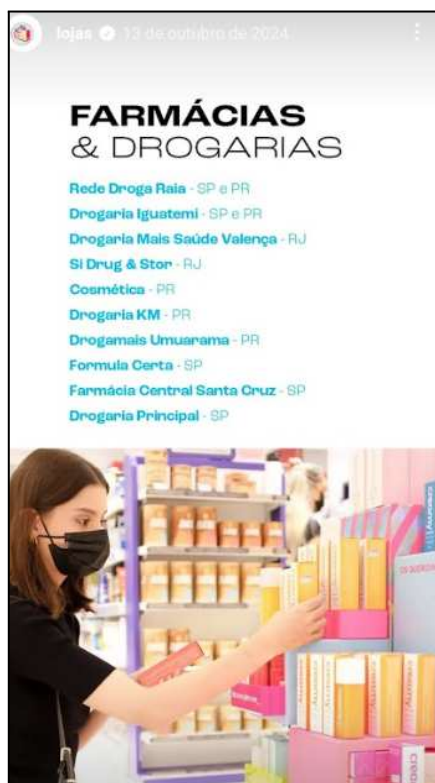 lojas 13 de outubro de 2024
FARMÁCIAS
& DROGARIAS
Rede Droga Raia - SP e PR
Drogaria Iguatemi - SP e PR
Drogaria Mais Saúde Valença - RJ
Si Drug & Stor - RJ
Cosmética - PR
Drogaria KM - PR
Drogamais Umuarama - PR
Formula Certa - SP
Farmácia Central Santa Cruz - SP
Drogaria Principal - SP
creamy
creamy